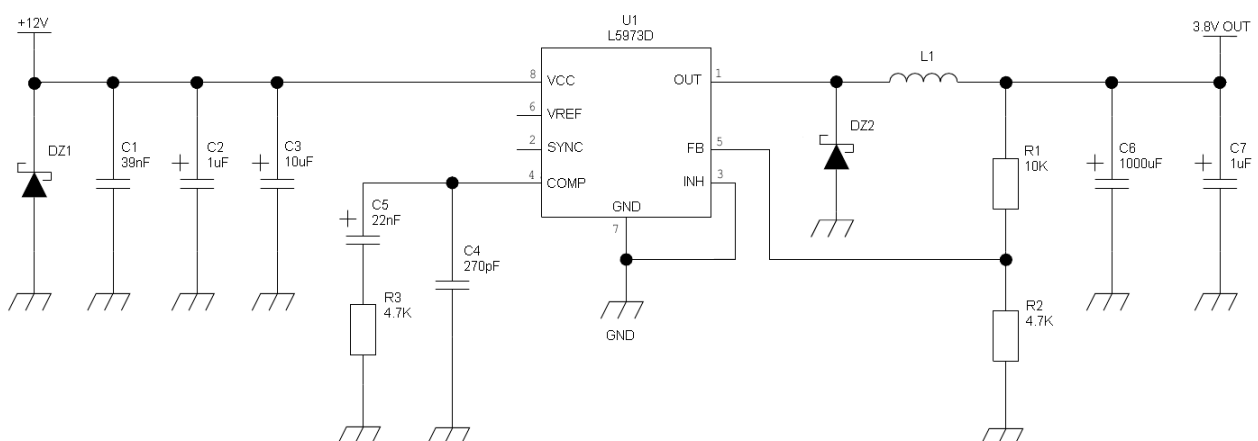 +12V
U1
L5973D
3.8V OUT
8
VCC
OUT
1
L1
6
VREF
2
SYNC
FB
5
4
COMP
INH
3
GND
7
DZ1
C1
39nF
C2
1uF
C3
10uF
DZ2
R1
10K
C6
1000uF
C7
1uF
C5
22nF
C4
270pF
R3
4.7K
R2
4.7K
GND